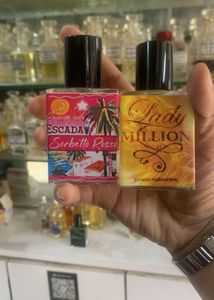 ESCADA
Sorbetto Rosso
Lady
MILLION
paco rabanne